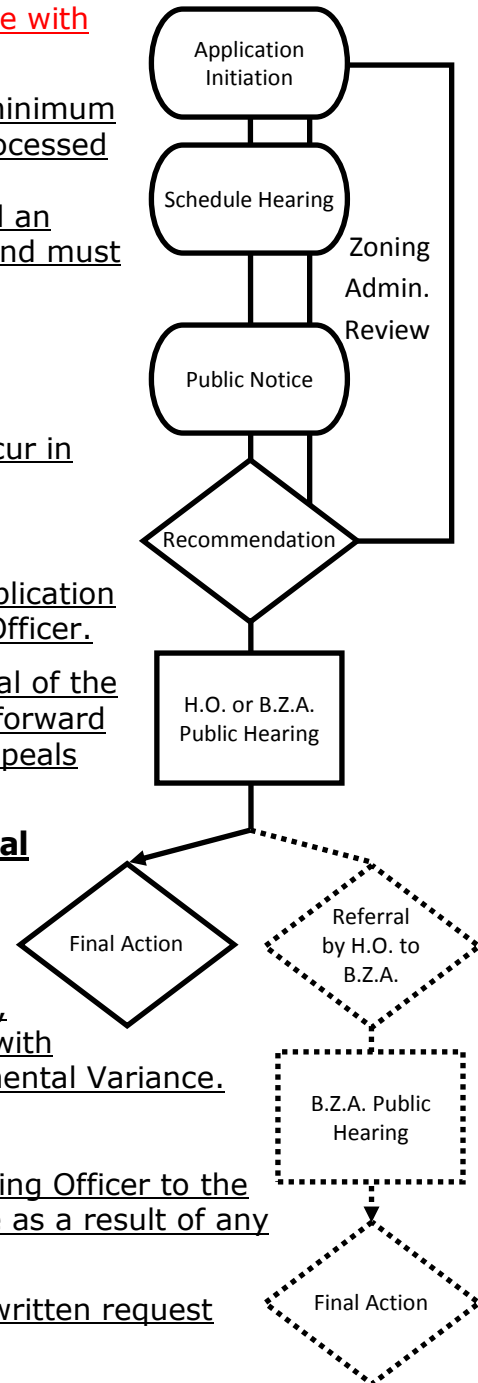 e with
Application
Initiation
ninimum
ocessed
Schedule Hearing
l an
nd must
Zoning
Admin.
Review
Public Notice
cur in
Recommendation
plication
Officer.
al of the
forward
peals
H.O. or B.Z.A.
Public Hearing
al
Final Action
Referral
by H.O. to
B.Z.A.
,
with
mental Variance.
B.Z.A. Public
Hearing
ing Officer to the
e as a result of any
written request
Final Action